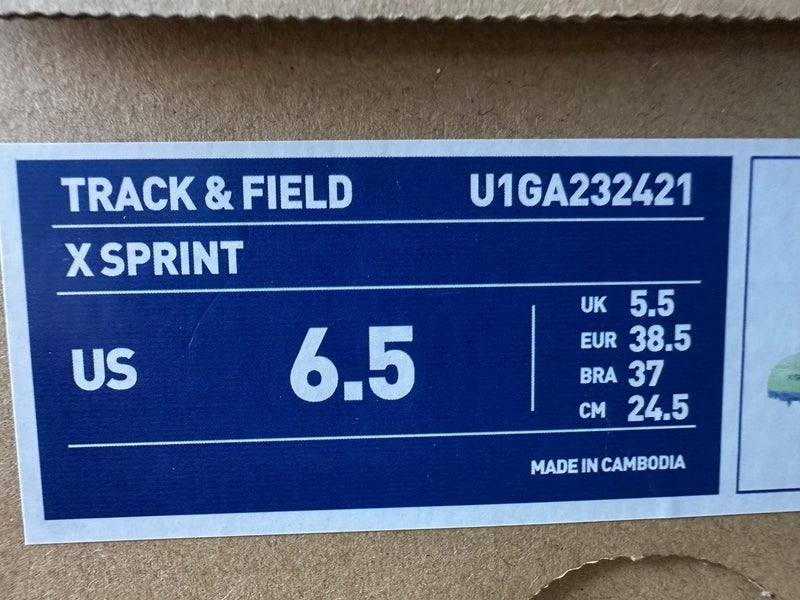 TRACK & FIELD U1GA232421
X SPRINT
US 6.5
UK 5.5
EUR 38.5
BRA 37
CM 24.5
MADE IN CAMBODIA